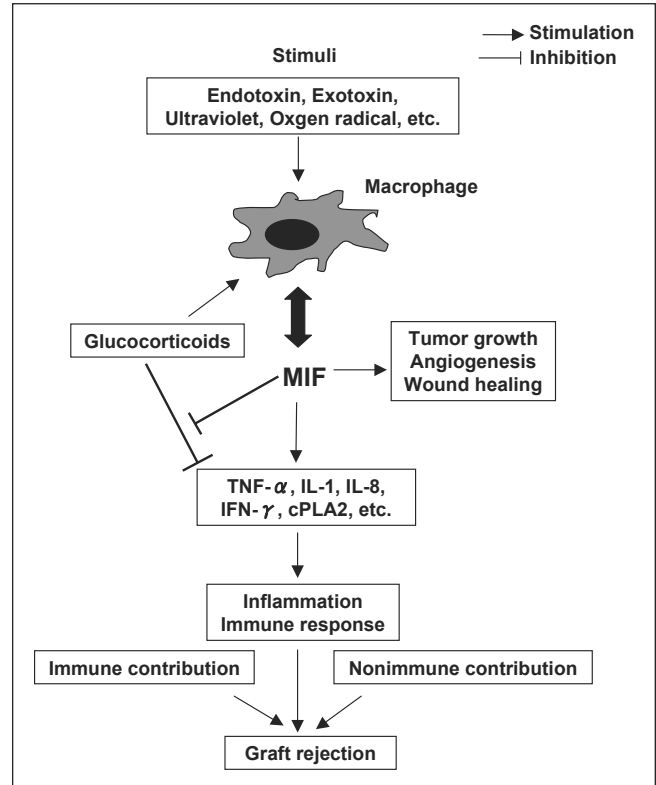 Stimulation
Inhibition
Stimuli
Endotoxin, Exotoxin,
Ultraviolet, Oxgen radical, etc.
Macrophage
Glucocorticoids
MIF
Tumor growth
Angiogenesis
Wound healing
TNF-α, IL-1, IL-8,
IFN-γ, cPLA2, etc.
Inflammation
Immune response
Immune contribution
Nonimmune contribution
Graft rejection